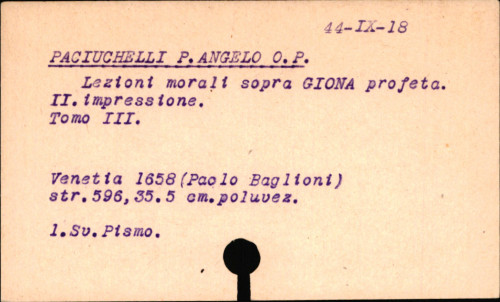 44-IX-18
PACIUCHELLI P.ANGELO O.P.
Lezioni morali sopra GIONA profeta.
II.impressione.
Tomo III.
Venetia 1658(Paolo Baglioni)
str.596,35.5 cm.poluvez.
1.Sv.Pismo.